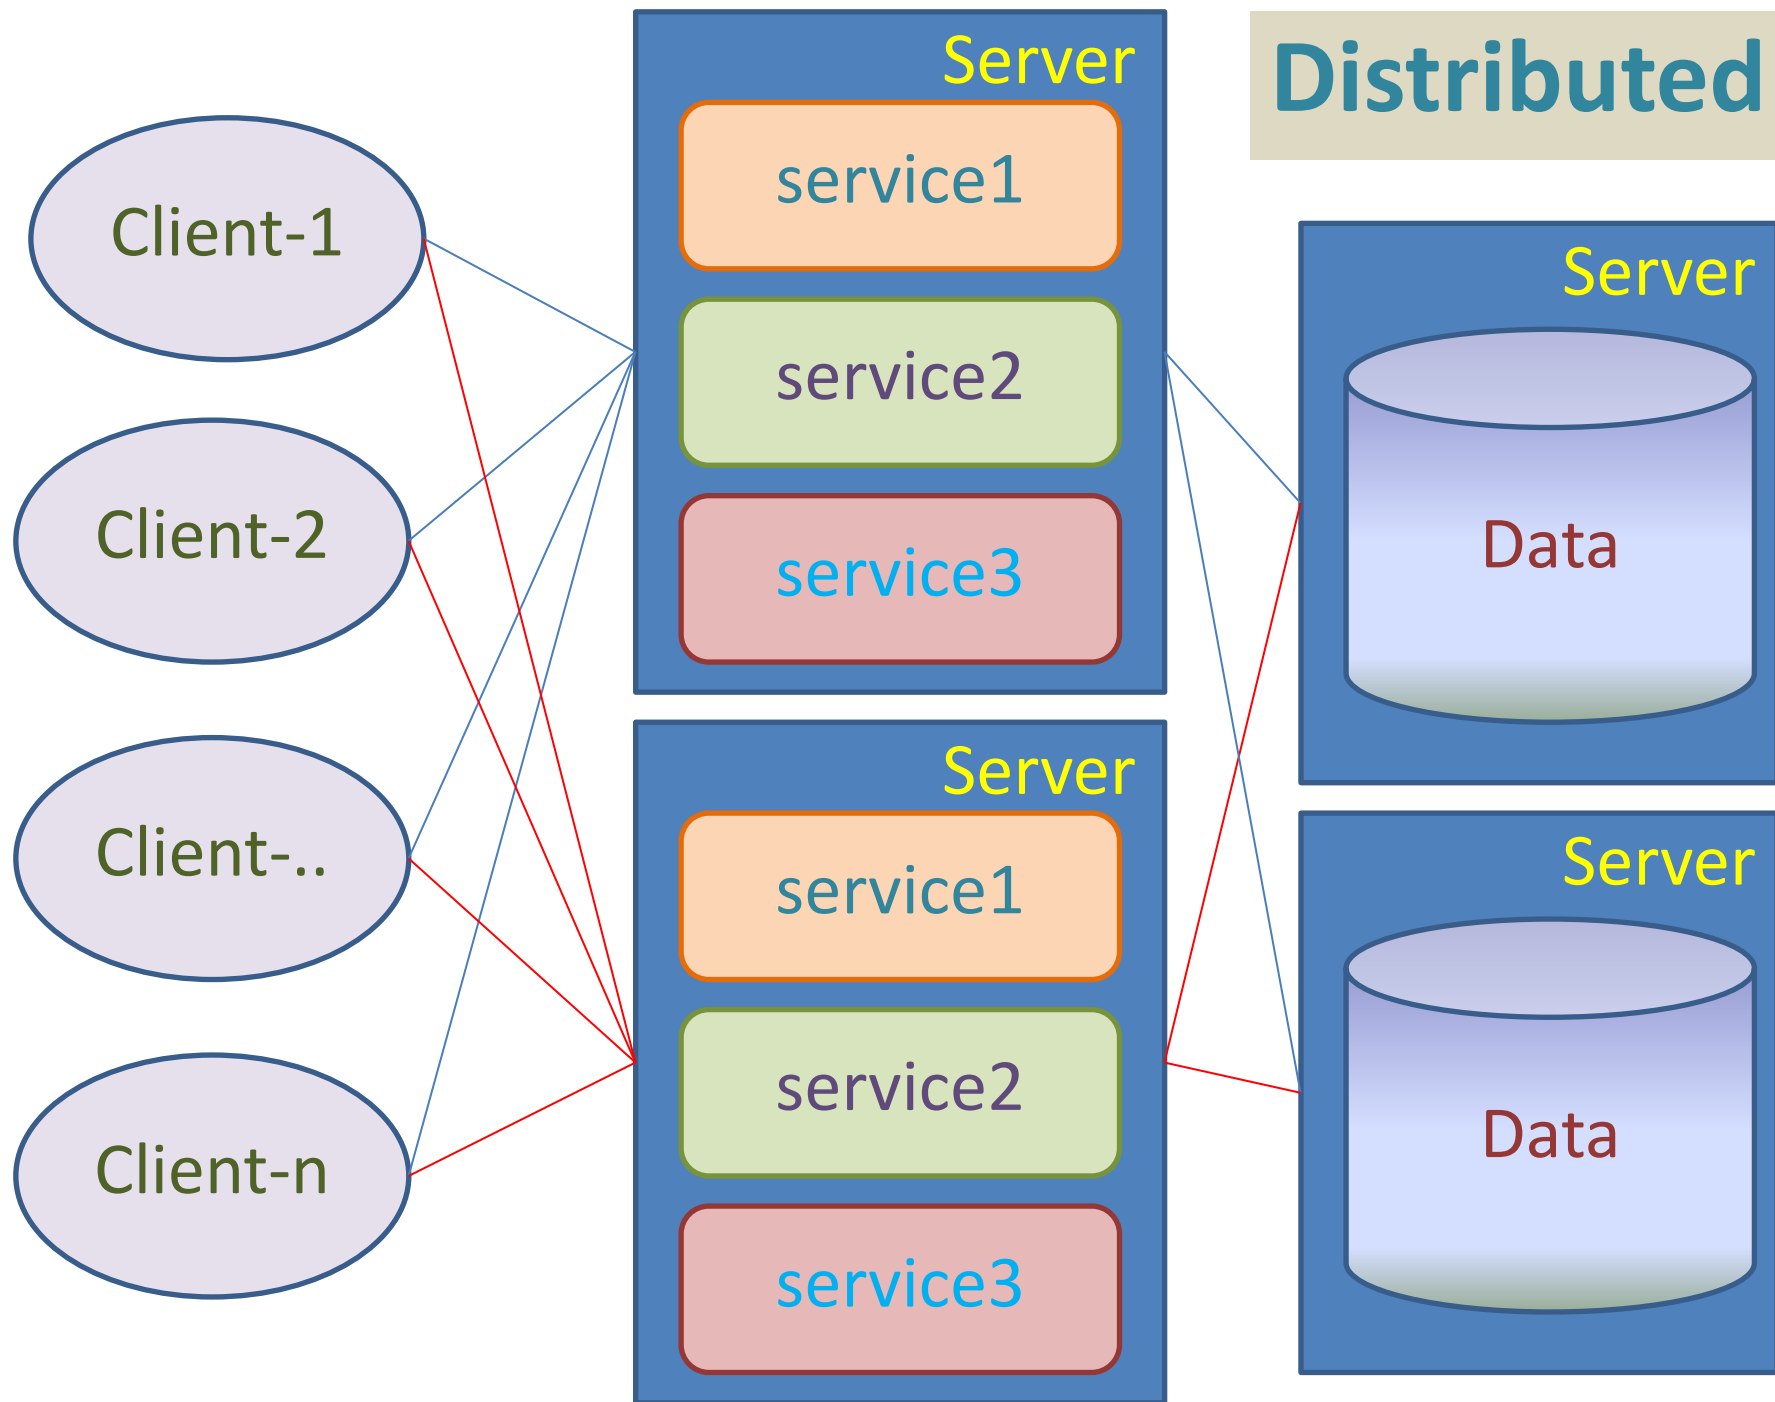 Distributed
Client-1
Client-2
Client-..
Client-n
Server
service1
service2
service3
Server
service1
service2
service3
Server
Data
Server
Data